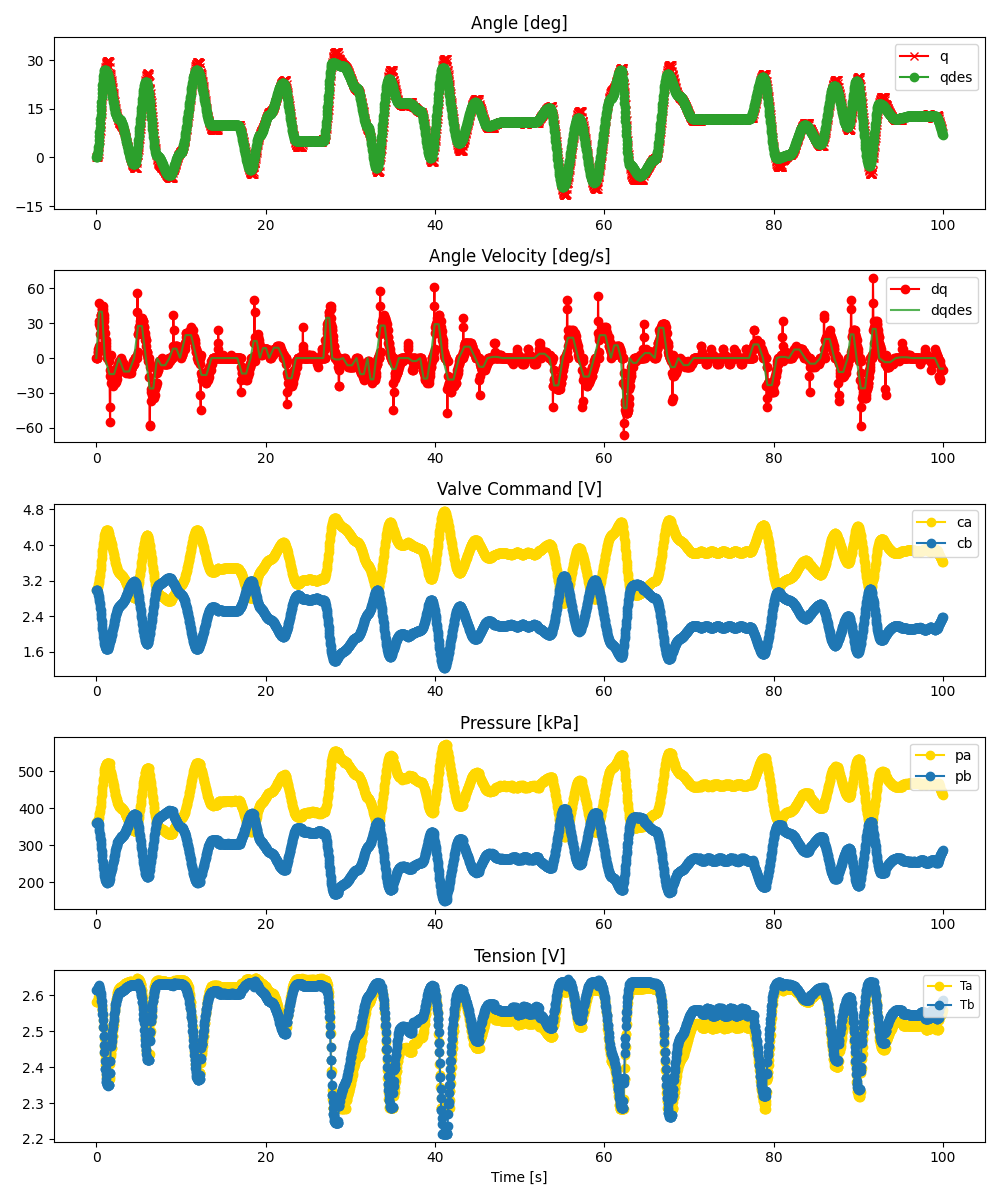 Angle [deg]
30
15
0
−15
q
qdes
0 20 40 60 80 100
Angle Velocity [deg/s]
60
30
0
−30
−60
dq
dqdes
0 20 40 60 80 100
Valve Command [V]
4.8
4.0
3.2
2.4
1.6
ca
cb
0 20 40 60 80 100
Pressure [kPa]
500
400
300
200
pa
pb
0 20 40 60 80 100
Tension [V]
2.6
2.5
2.4
2.3
2.2
Ta
Tb
0 20 40 60 80 100
Time [s]